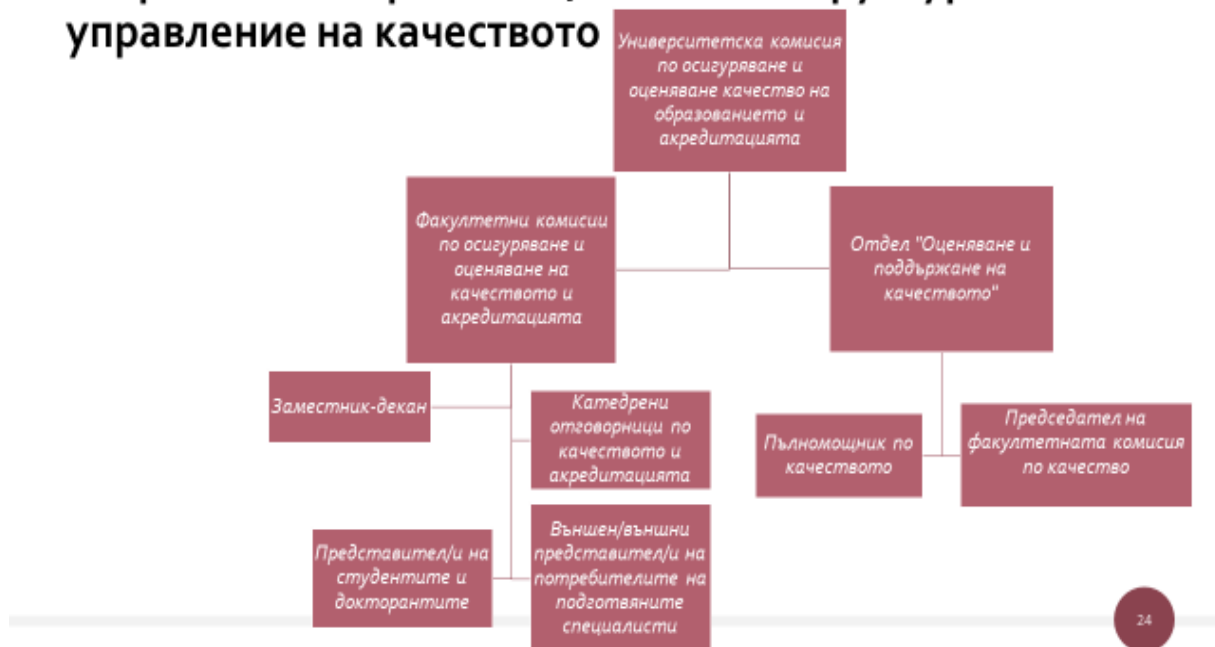 управление на качеството
Университетска комисия
по осигуряване и
оценяване качество на
образованието и
акредитацията
Факултетни комисии
по осигуряване и
оценяване на
качеството и
акредитацията
Отдел "Оценяване и
поддържане на
качеството"
Заместник-декан
Катедрени
отговорници по
качеството и
акредитацията
Пълномощник по
качеството
Председател на
факултетната комисия
по качество
Представител/и на
студентите и
докторантите
Външен/външни
представител/и на
потребителите на
подготвяните
специалисти
24